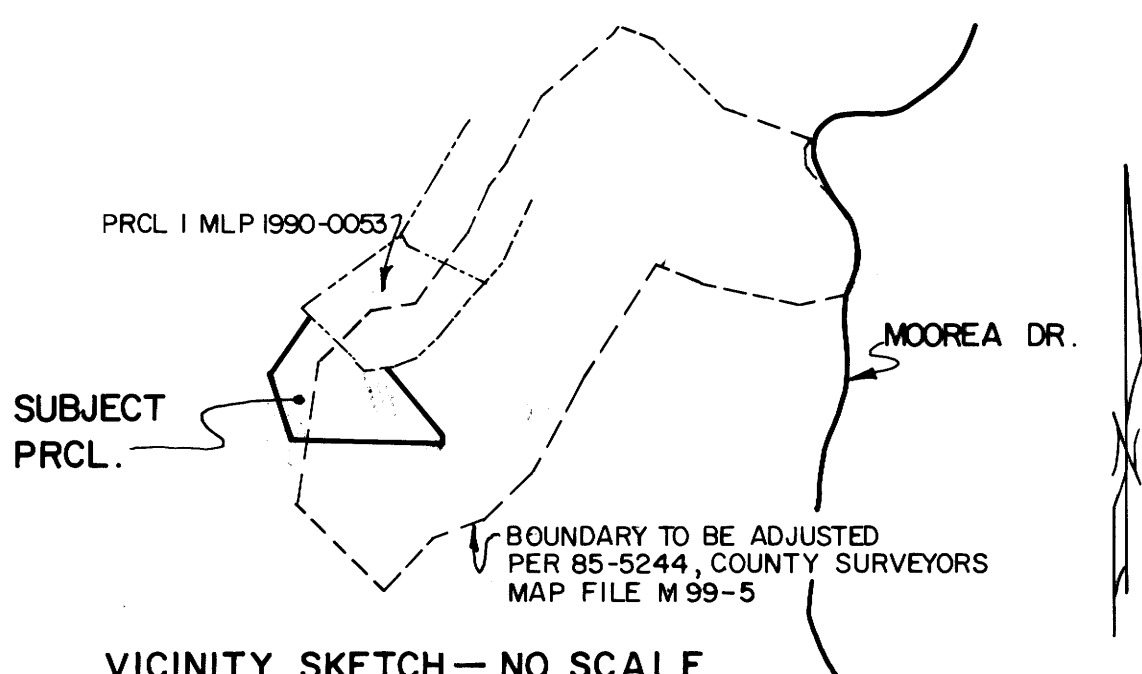 PRCL 1 MLP 1990-0053
MOOREA DR.
SUBJECT
PRCL.
BOUNDARY TO BE ADJUSTED
PER 85-5244, COUNTY SURVEYORS
MAP FILE M 99-5
VICINITY SKETCH — NO SCALE